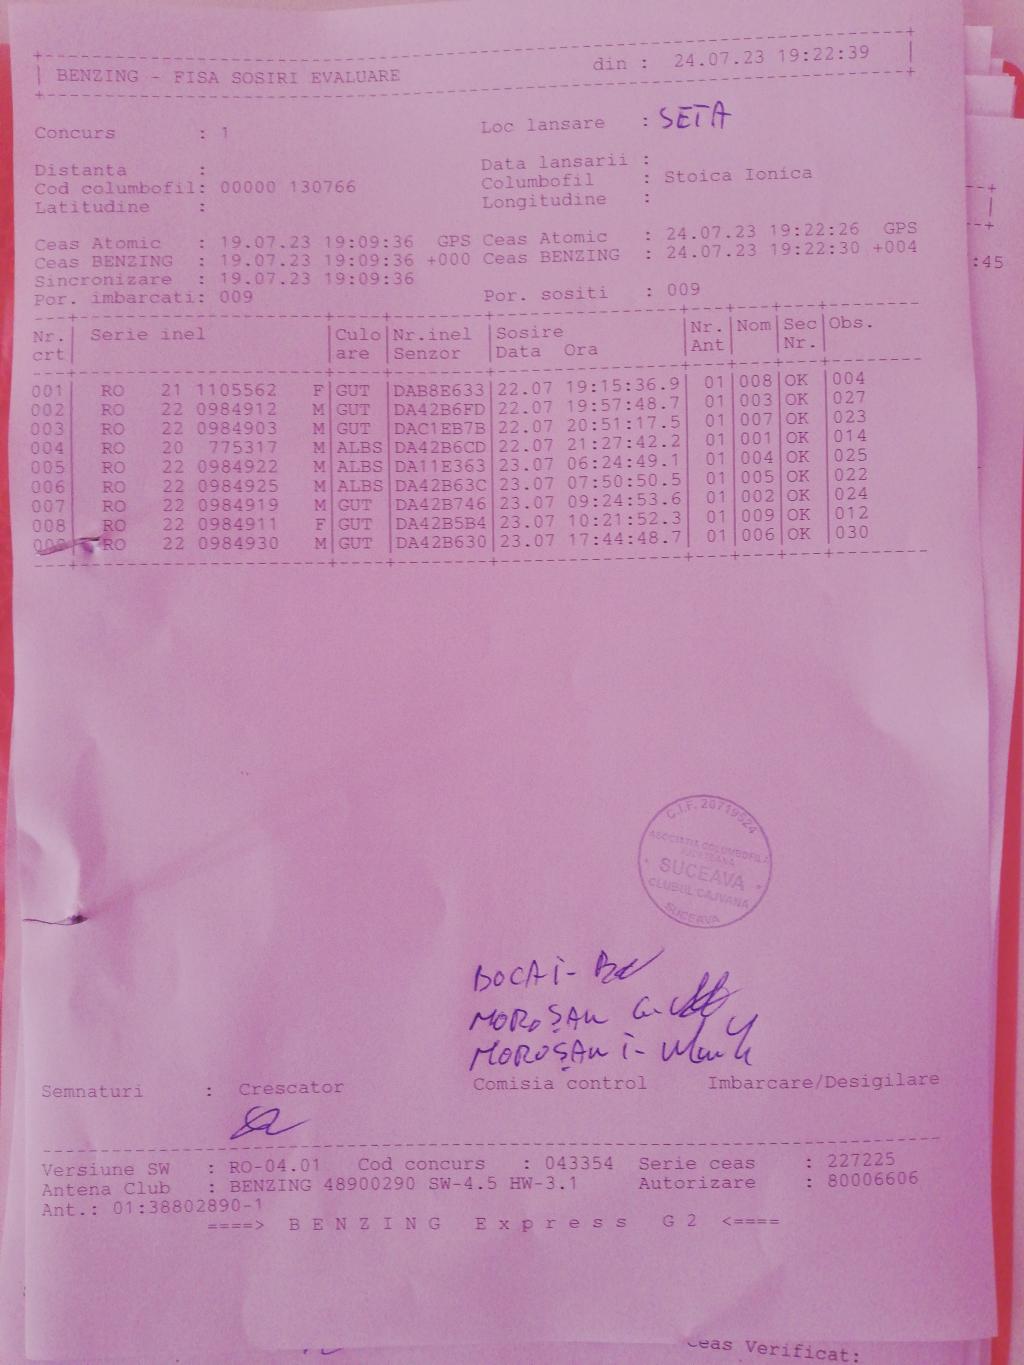 BENZING - FISA SOSIRI EVALUARE din : 24.07.23 19:22:39
Concurs : 1 Loc lansare : SETA
Distanta : Data lansarii :
Cod columbofil: 00000 130766 Columbofil : Stoica Ionica
Latitudine : Longitudine :
Ceas Atomic : 19.07.23 19:09:36 GPS Ceas Atomic : 24.07.23 19:22:26 GPS
Ceas BENZING : 19.07.23 19:09:36 +000 Ceas BENZING : 24.07.23 19:22:30 +004
Sincronizare : 19.07.23 19:09:36
Por. imbarcati: 009 Por. sositi : 009
Nr. Serie inel Culo Nr.inel Sosire Nr. Nom Sec Obs.
crt are Senzor Data Ora Ant Nr.
001 RO 21 1105562 F GUT DAB8E633 22.07 19:15:36.9 01 008 OK 004
002 RO 22 0984912 M GUT DA42B6FD 22.07 19:57:48.7 01 003 OK 027
003 RO 22 0984903 M GUT DAC1EB7B 22.07 20:51:17.5 01 007 OK 023
004 RO 20 775317 M ALBS DA42B6CD 22.07 21:27:42.2 01 001 OK 014
005 RO 22 0984922 M ALBS DA11E363 23.07 06:24:49.1 01 004 OK 025
006 RO 22 0984925 M ALBS DA42B63C 23.07 07:50:50.5 01 005 OK 022
007 RO 22 0984919 M GUT DA42B746 23.07 09:24:53.6 01 002 OK 024
008 RO 22 0984911 F GUT DA42B5B4 23.07 10:21:52.3 01 009 OK 012
009 RO 22 0984930 M GUT DA42B630 23.07 17:44:48.7 01 006 OK 030
:45
C.I.F. 20719524
ASOCIATIA COLUMBOFILA
JUDETEANA
SUCEAVA
CLUBUL CAJVANA
SUCEAVA
BOCA I-
MOROȘAN G.
MOROȘAN I-
Semnaturi : Crescator Comisia control Imbarcare/Desigilare
Versiune SW : RO-04.01 Cod concurs : 043354 Serie ceas : 227225
Antena Club : BENZING 48900290 SW-4.5 HW-3.1 Autorizare : 80006606
Ant.: 01:38802890-1
====> B E N Z I N G E x p r e s s G 2 <====
Ceas Verificat: